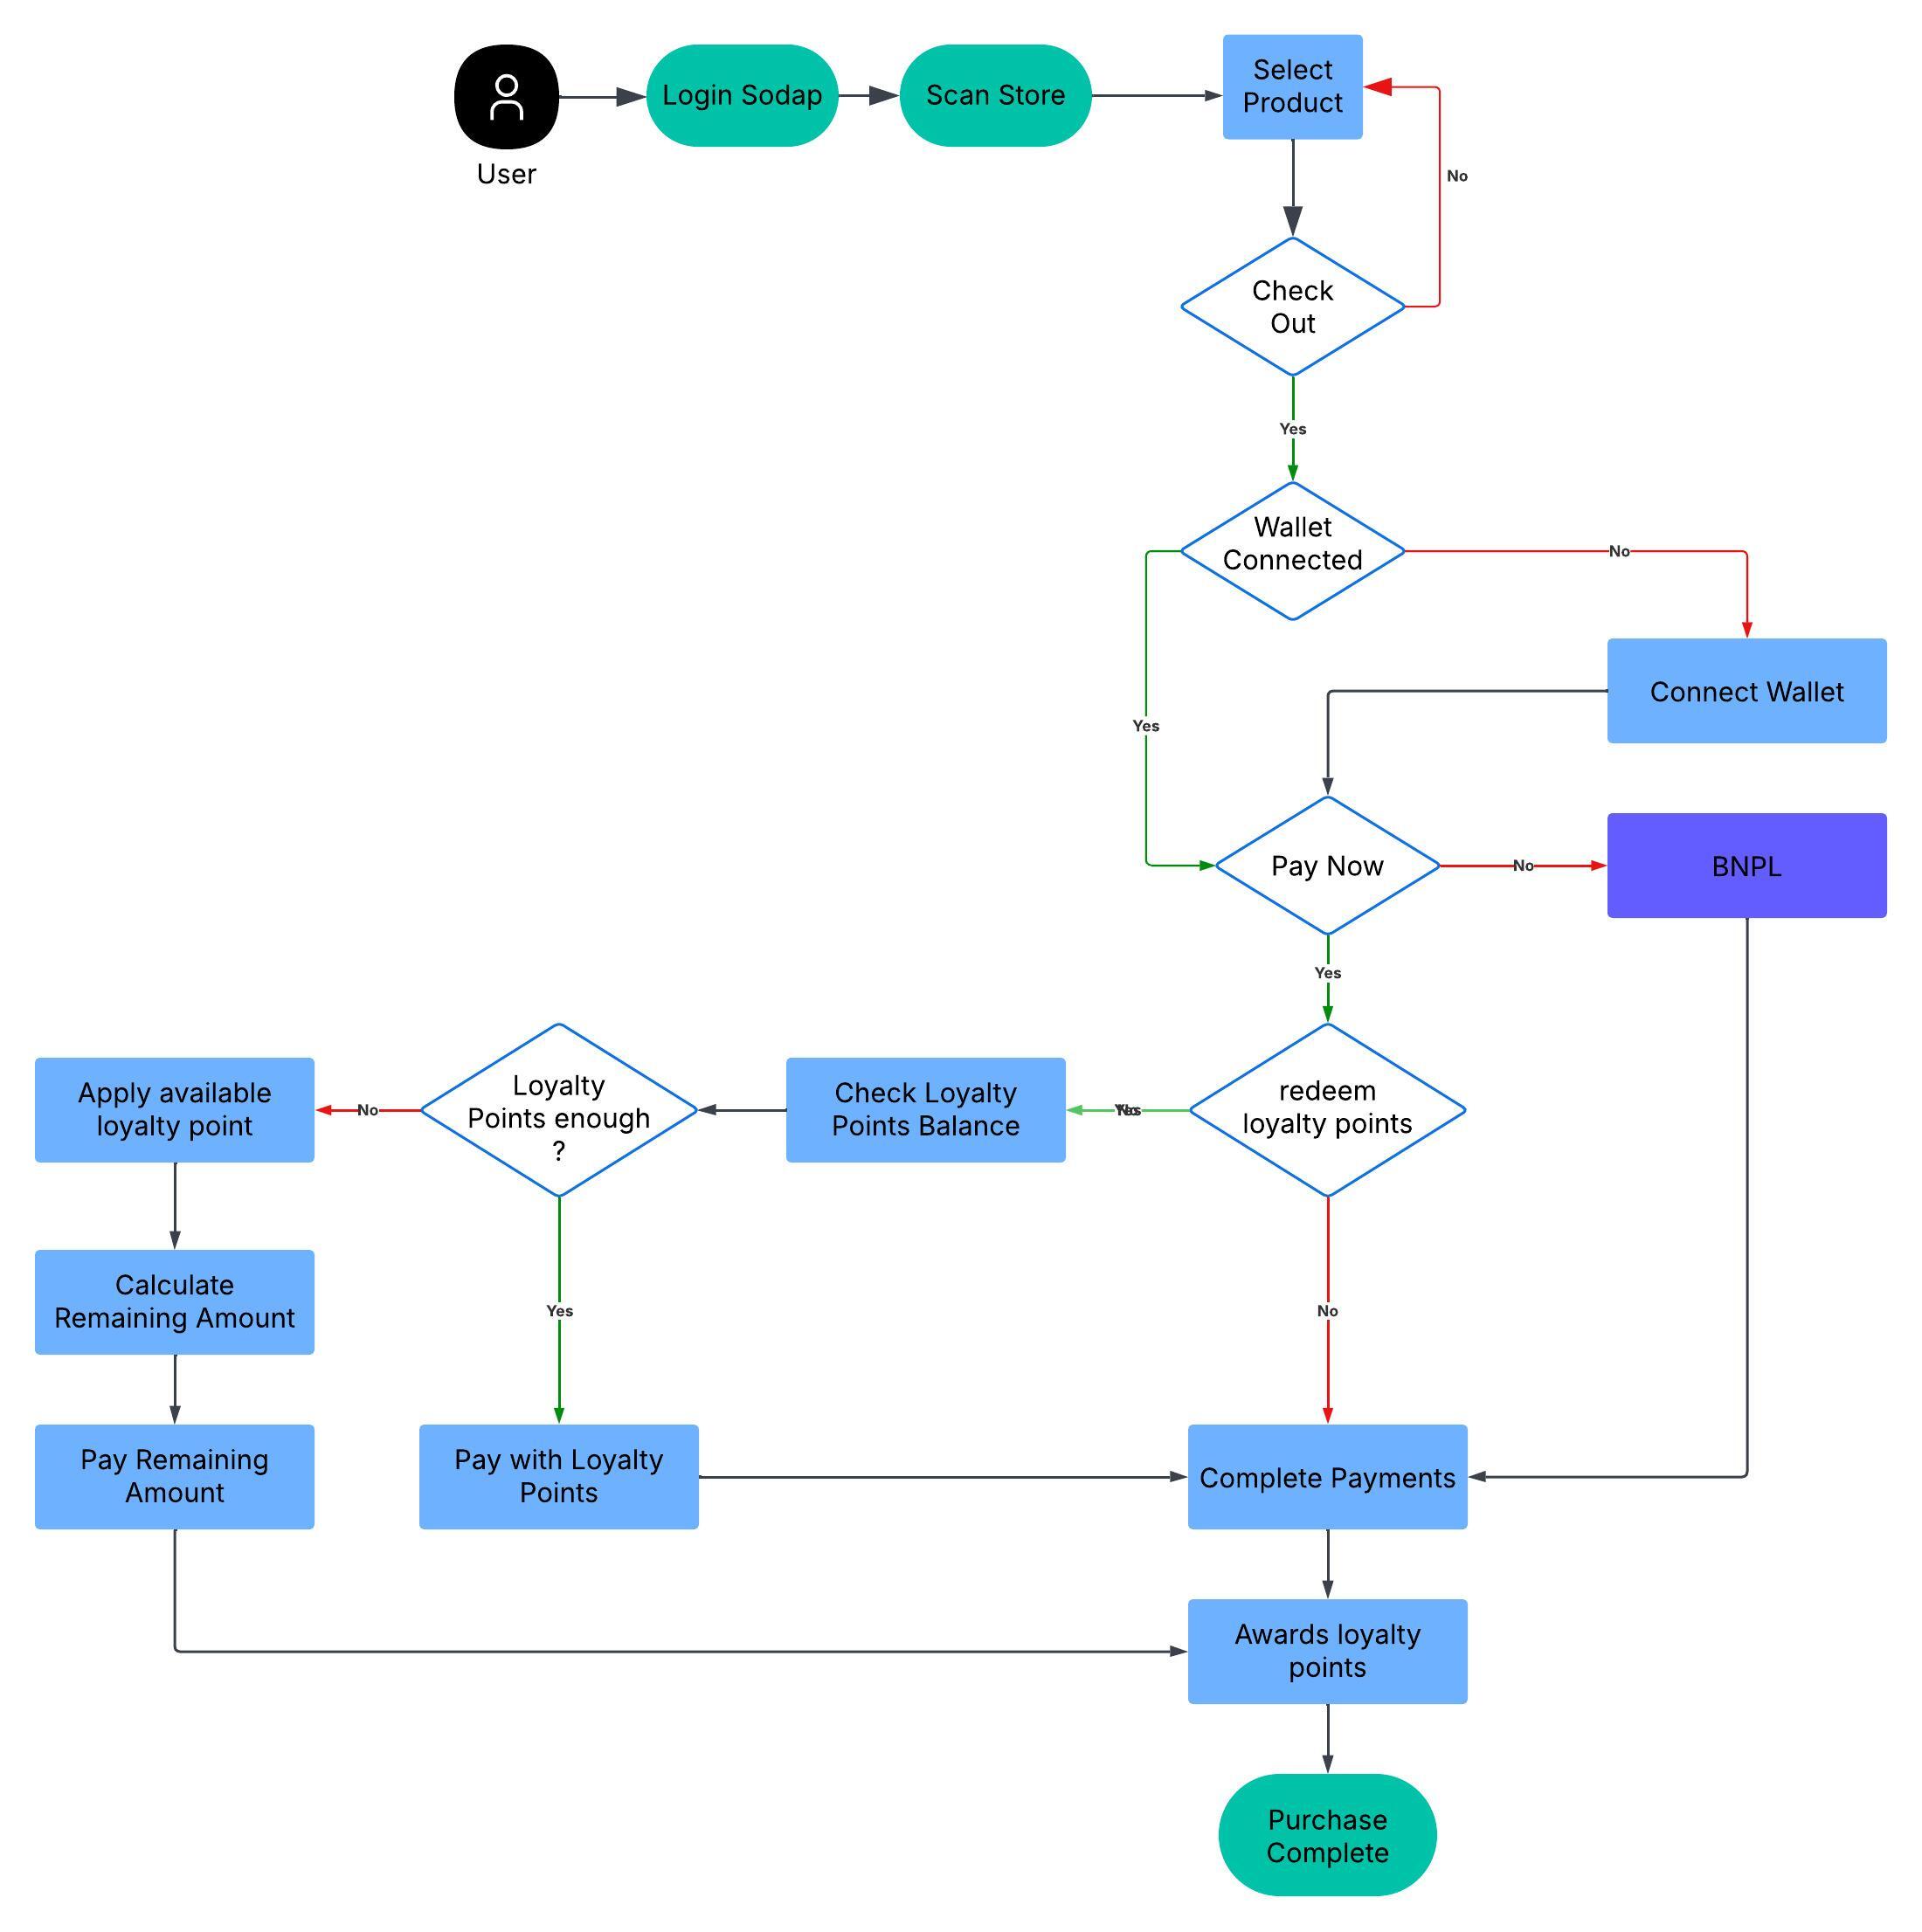 User
Login Sodap
Scan Store
Select
Product
No
Check
Out
Yes
Wallet
Connected
No
Connect Wallet
Yes
Pay Now
No
BNPL
Yes
Apply available
loyalty point
No
Loyalty
Points enough
?
Check Loyalty
Points Balance
redeem
loyalty points
Calculate
Remaining Amount
Yes
No
Pay Remaining
Amount
Pay with Loyalty
Points
Complete Payments
Awards loyalty
points
Purchase
Complete